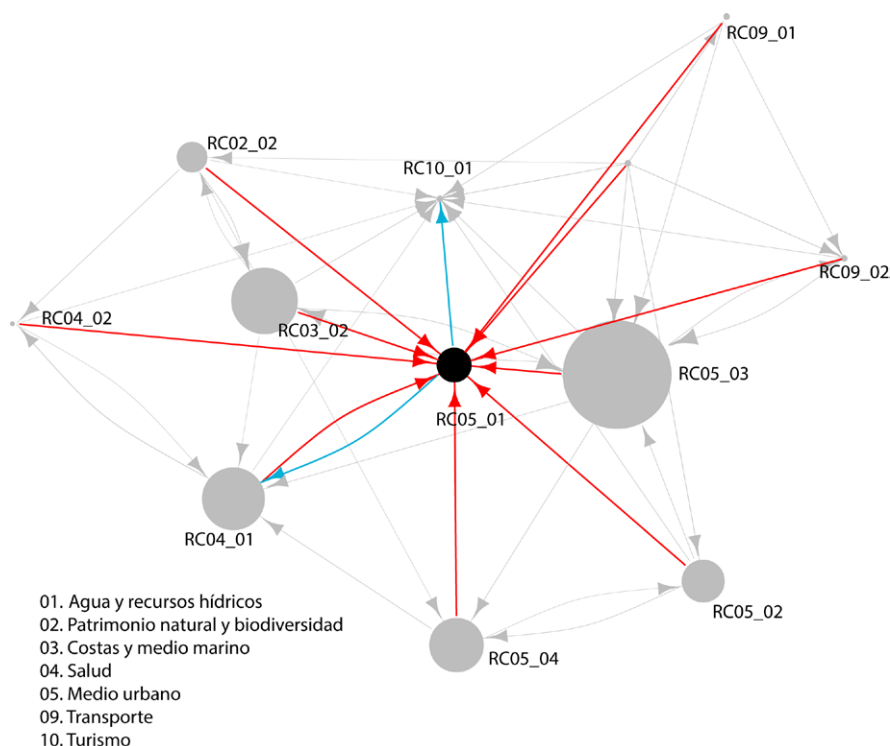 RC09_01
RC02_02
RC10_01
RC09_02
RC04_02
RC03_02
RC05_03
RC05_01
RC04_01
RC05_02
RC05_04
01. Agua y recursos hídricos
02. Patrimonio natural y biodiversidad
03. Costas y medio marino
04. Salud
05. Medio urbano
09. Transporte
10. Turismo